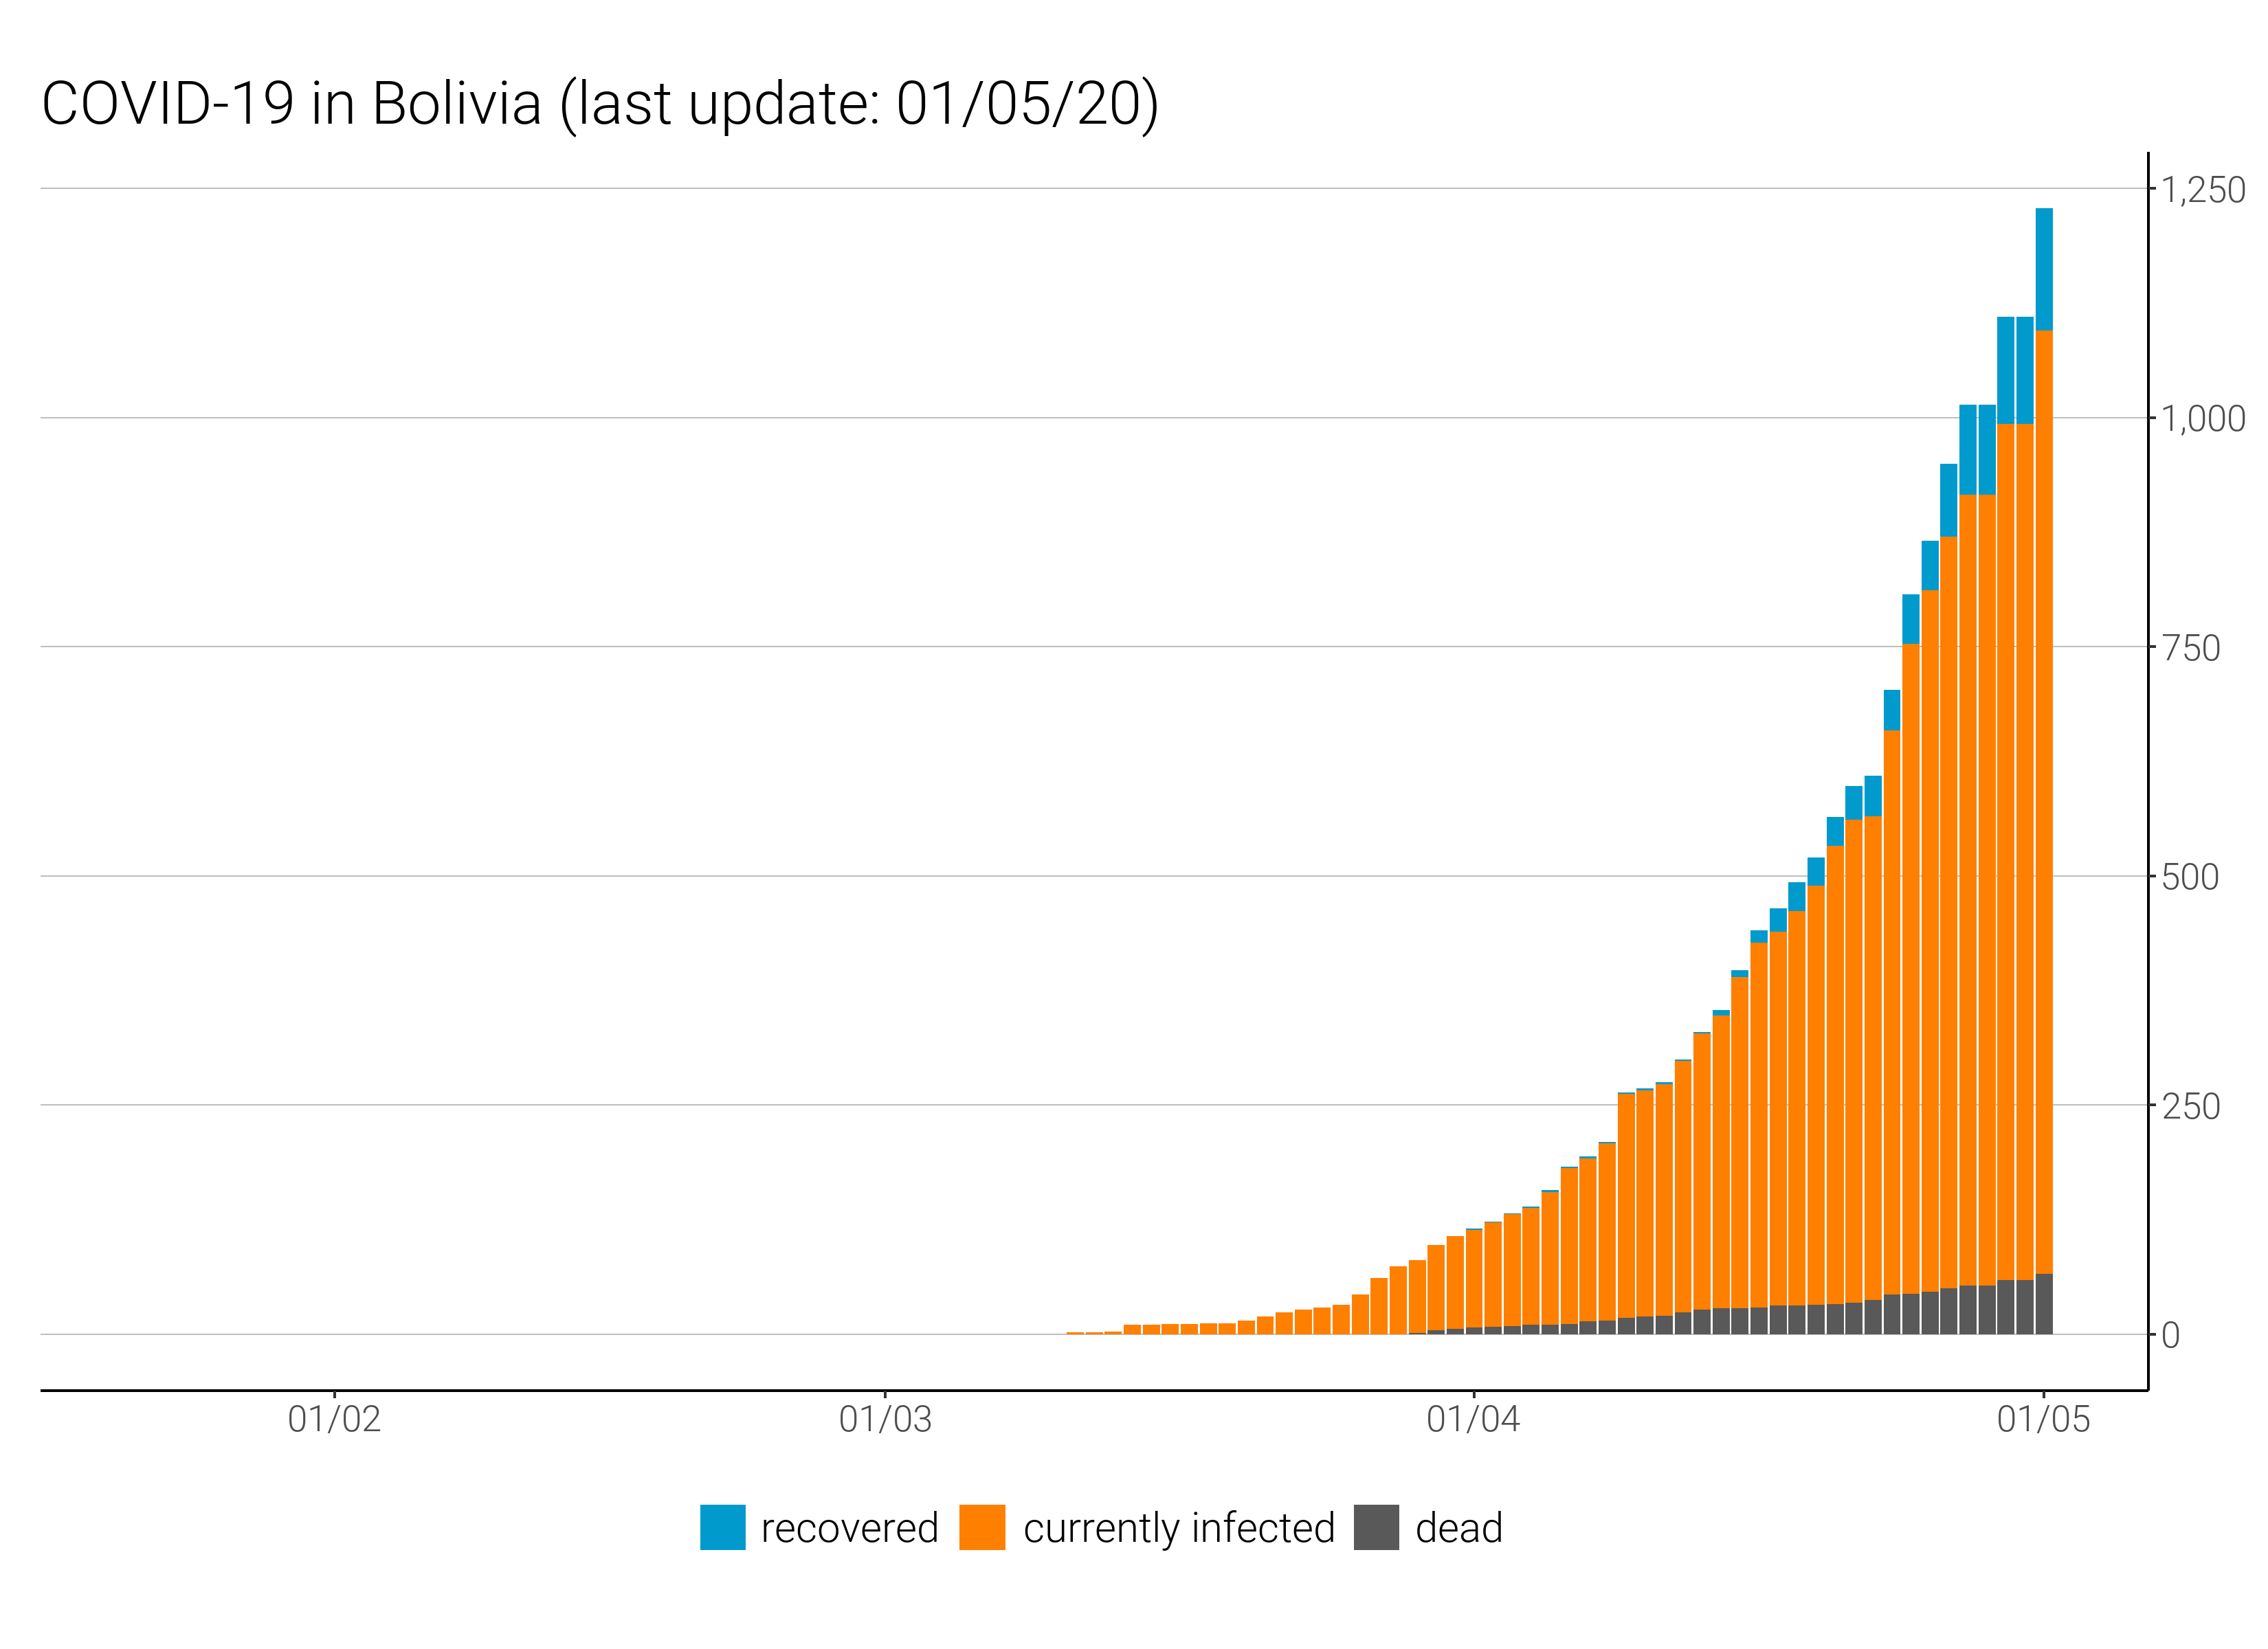 COVID-19 in Bolivia (last update: 01/05/20)
1,250
1,000
750
500
250
0
01/02 01/03 01/04 01/05
recovered currently infected dead